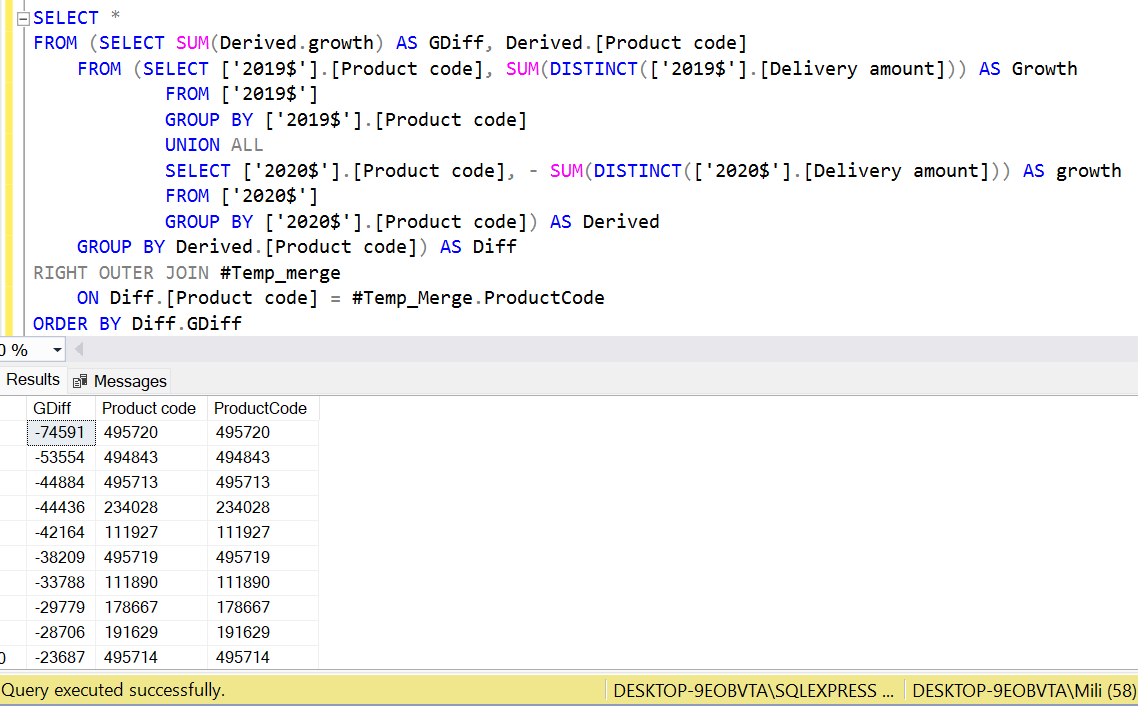 SELECT *
FROM (SELECT SUM(Derived.growth) AS GDiff, Derived.[Product code]
FROM (SELECT ['2019$'].[Product code], SUM(DISTINCT(['2019$'].[Delivery amount])) AS Growth
FROM ['2019$']
GROUP BY ['2019$'].[Product code]
UNION ALL
SELECT ['2020$'].[Product code], - SUM(DISTINCT(['2020$'].[Delivery amount])) AS growth
FROM ['2020$']
GROUP BY ['2020$'].[Product code]) AS Derived
GROUP BY Derived.[Product code]) AS Diff
RIGHT OUTER JOIN #Temp_merge
ON Diff.[Product code] = #Temp_Merge.ProductCode
ORDER BY Diff.GDiff
0 %
Results Messages
GDiff Product code ProductCode
-74591 495720 495720
-53554 494843 494843
-44884 495713 495713
-44436 234028 234028
-42164 111927 111927
-38209 495719 495719
-33788 111890 111890
-29779 178667 178667
-28706 191629 191629
0 -23687 495714 495714
Query executed successfully. DESKTOP-9EOBVTA\SQLEXPRESS ... DESKTOP-9EOBVTA\Mili (58)